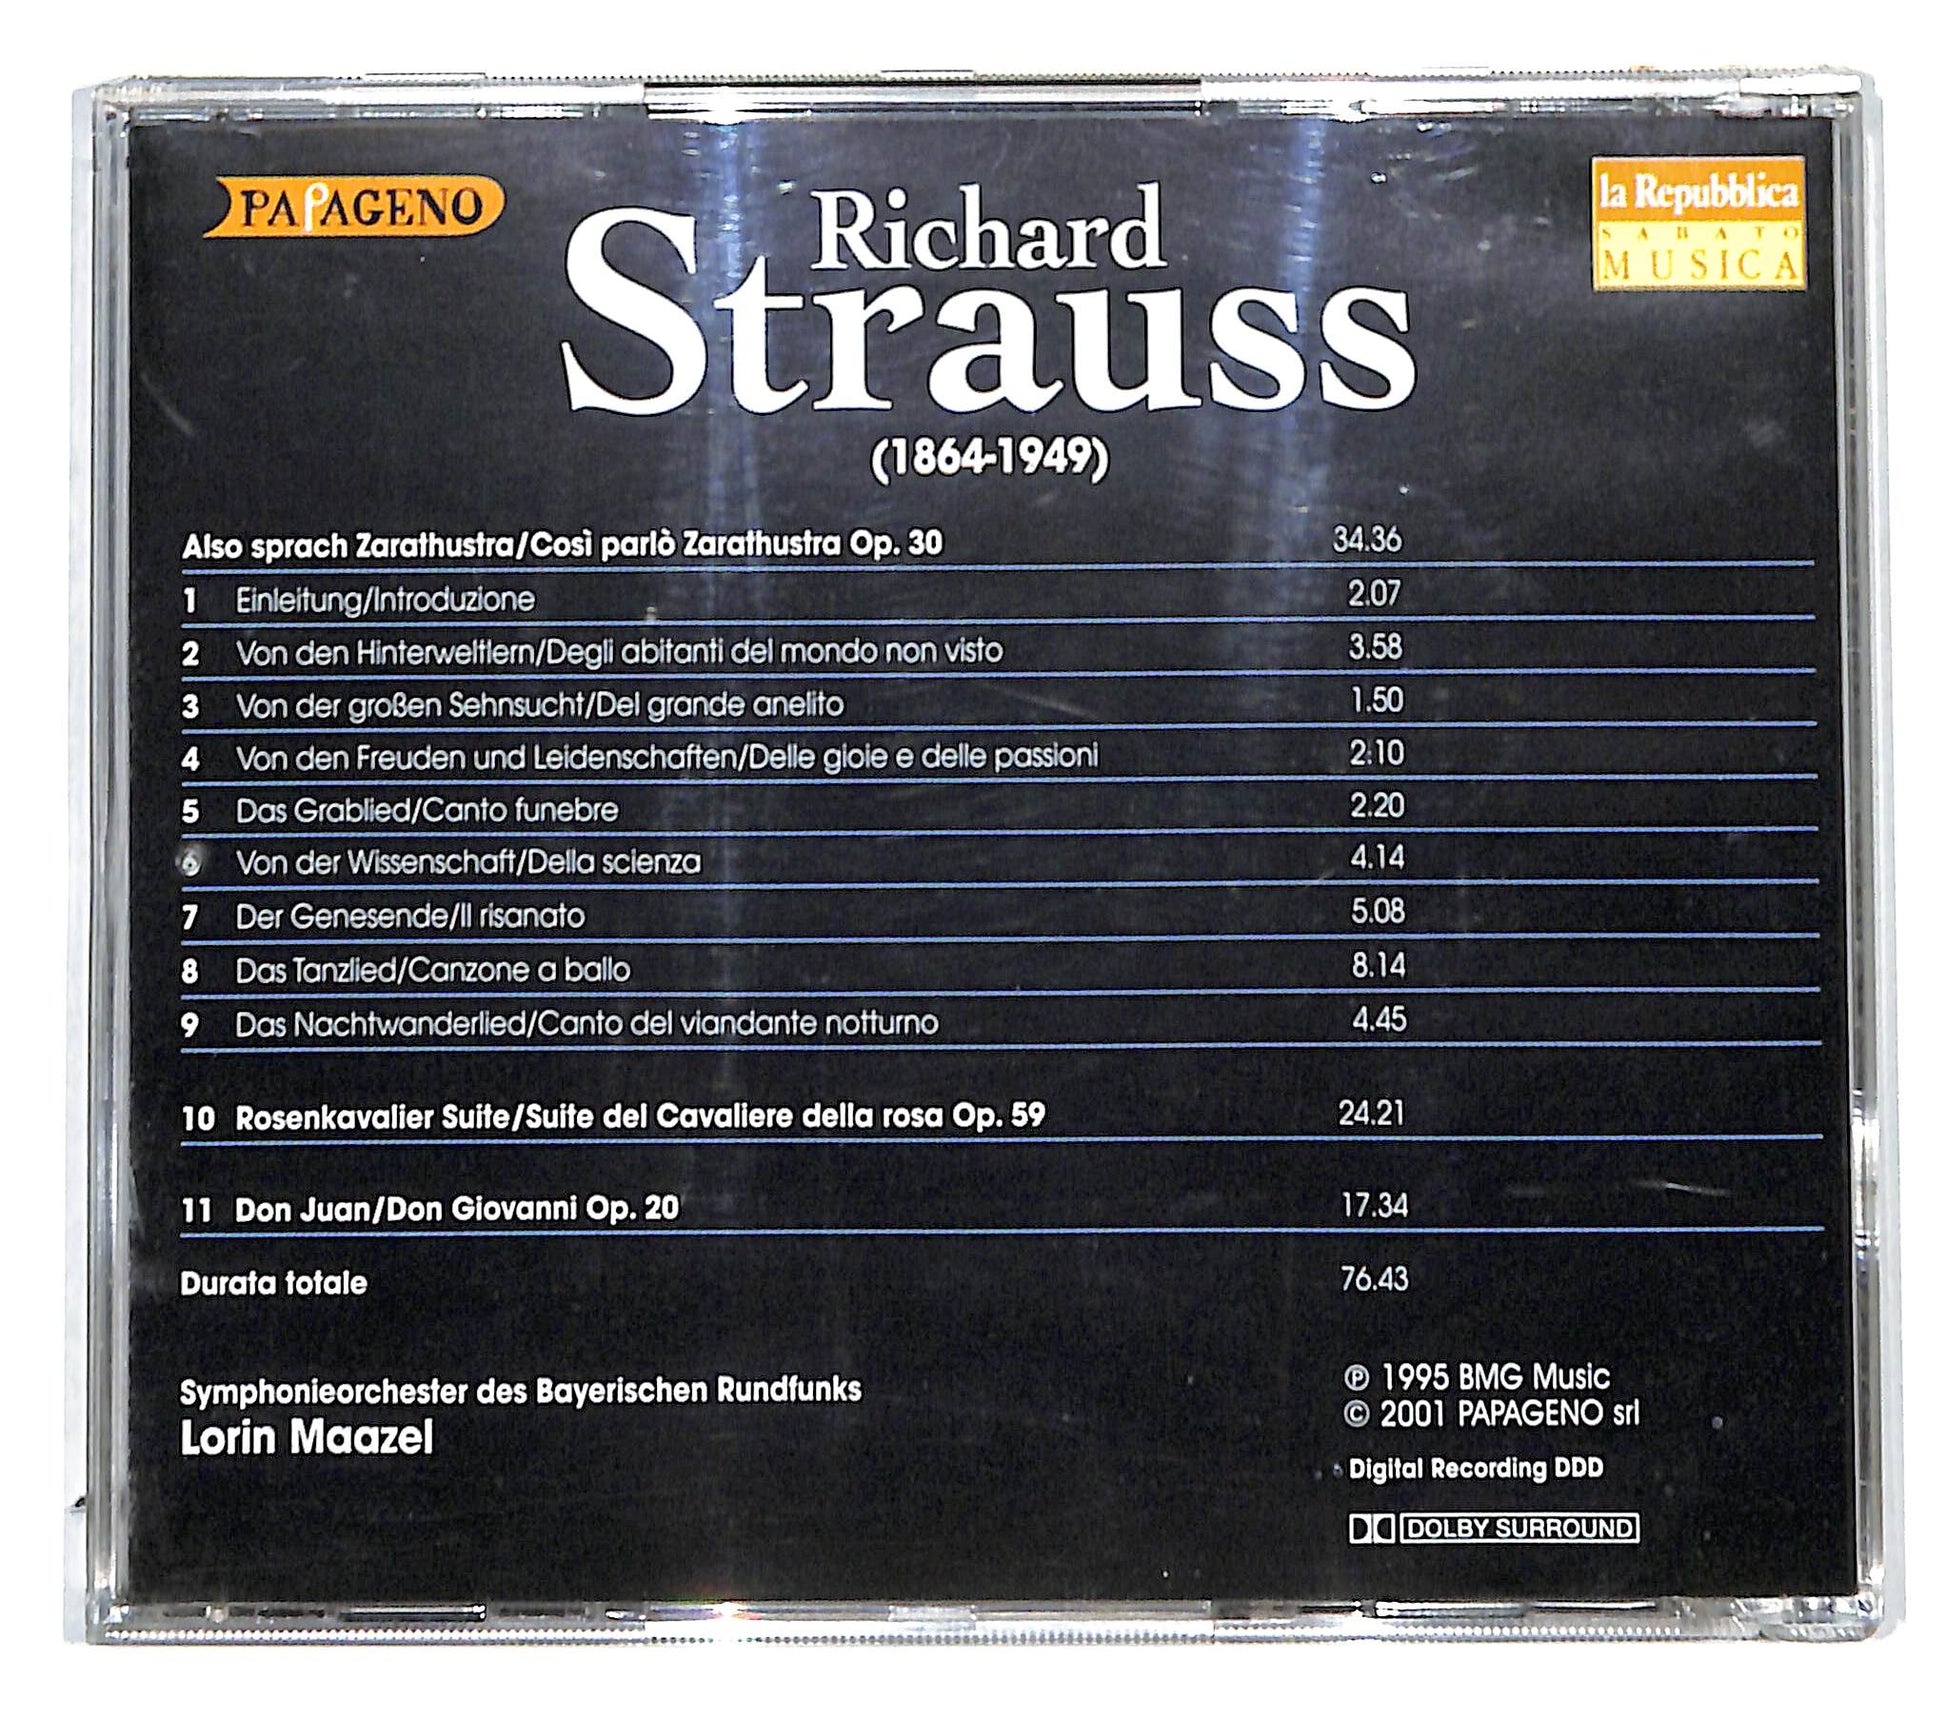 PAPAGENO
la Repubblica
SABATO
MUSICA
Richard
Strauss
(1864-1949)
Also sprach Zarathustra/Così parlò Zarathustra Op. 30 34.36
1 Einleitung/Introduzione 2.07
2 Von den Hinterweltlern/Degli abitanti del mondo non visto 3.58
3 Von der großen Sehnsucht/Del grande anelito 1.50
4 Von den Freuden und Leidenschaften/Delle gioie e delle passioni 2:10
5 Das Grablied/Canto funebre 2.20
6 Von der Wissenschaft/Della scienza 4.14
7 Der Genesende/Il risanato 5.08
8 Das Tanzlied/Canzone a ballo 8.14
9 Das Nachtwanderlied/Canto del viandante notturno 4.45
10 Rosenkavalier Suite/Suite del Cavaliere della rosa Op. 59 24.21
11 Don Juan/Don Giovanni Op. 20 17.34
Durata totale 76.43
Symphonieorchester des Bayerischen Rundfunks
Lorin Maazel
℗ 1995 BMG Music
© 2001 PAPAGENO srl
Digital Recording DDD
DOLBY SURROUND